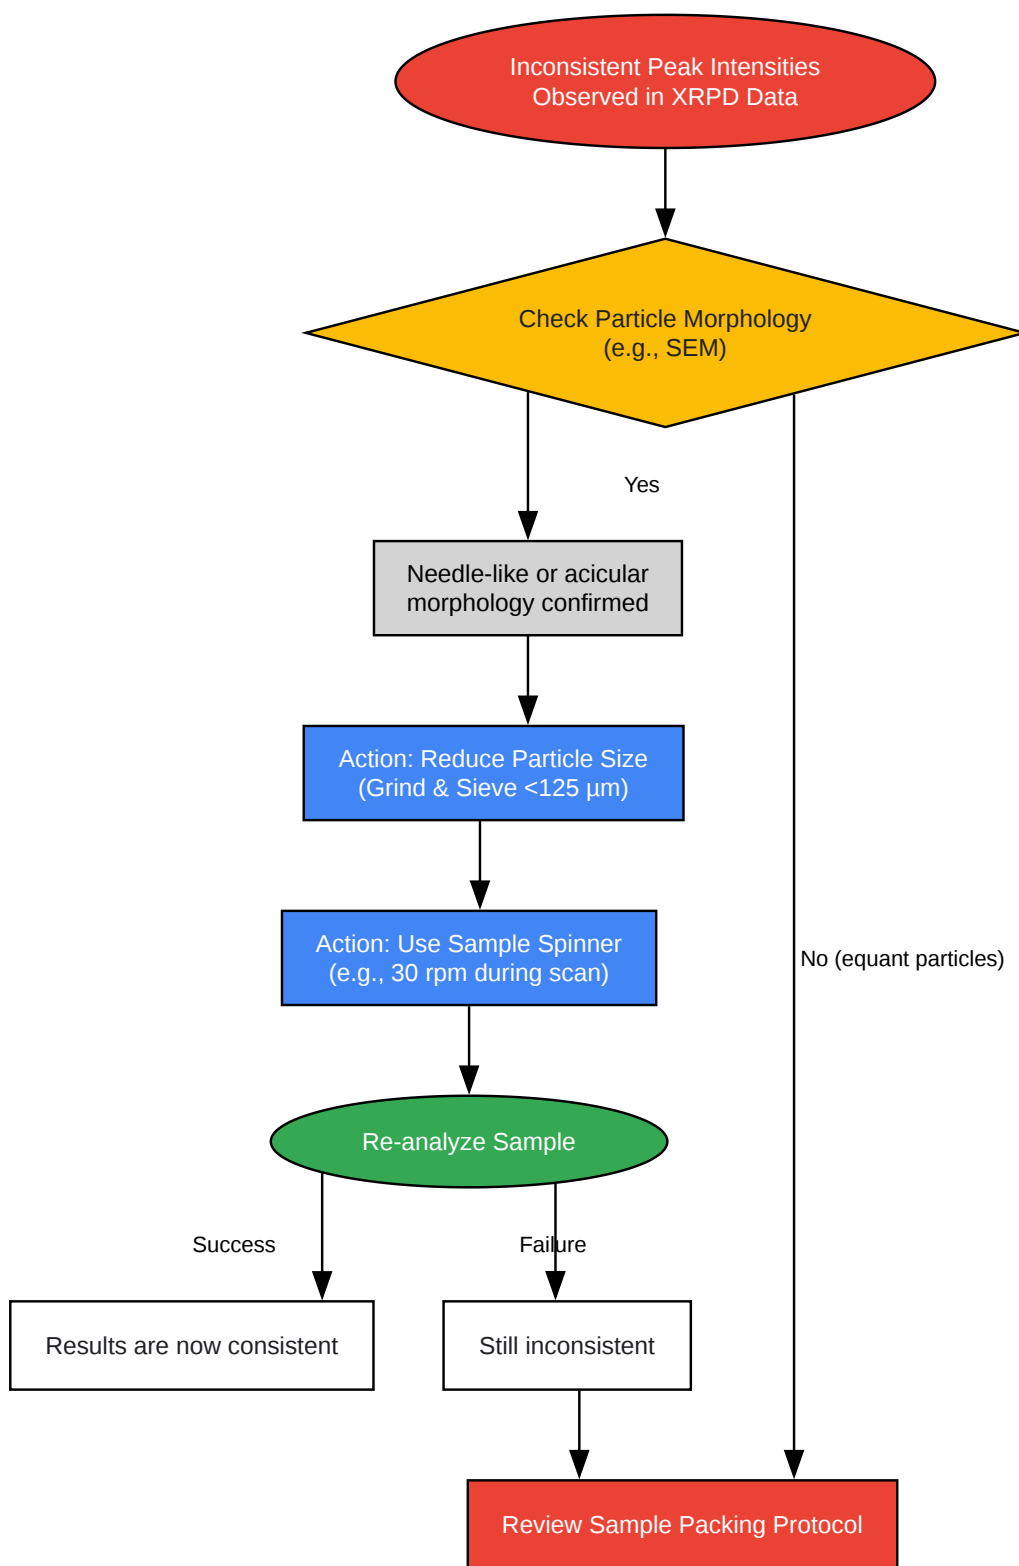 Inconsistent Peak Intensities
Observed in XRPD Data
Check Particle Morphology
(e.g., SEM)
Yes
Needle-like or acicular
morphology confirmed
Action: Reduce Particle Size
(Grind & Sieve <125 µm)
Action: Use Sample Spinner
(e.g., 30 rpm during scan)
No (equant particles)
Re-analyze Sample
Success
Failure
Results are now consistent
Still inconsistent
Review Sample Packing Protocol